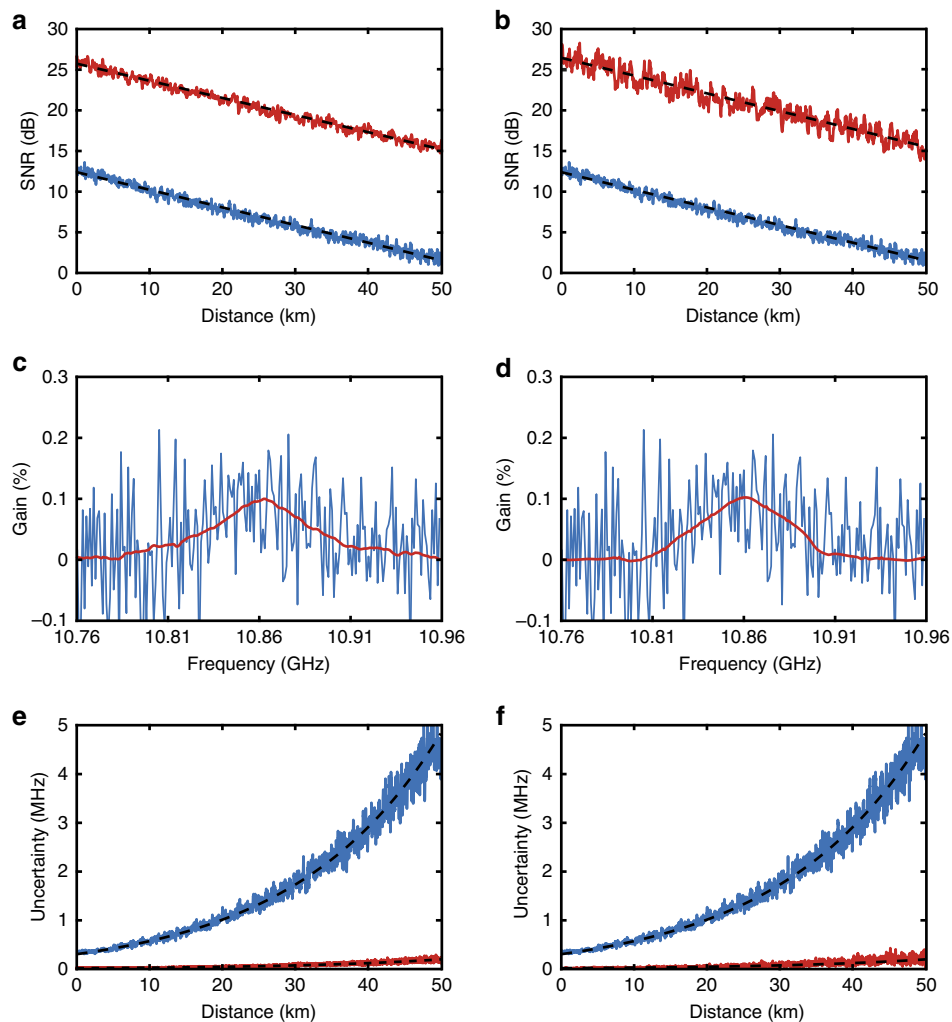 a
30
25
20
15
10
5
0
SNR (dB)
0 10 20 30 40 50
Distance (km)
b
30
25
20
15
10
5
0
SNR (dB)
0 10 20 30 40 50
Distance (km)
c
0.3
0.2
0.1
0
–0.1
Gain (%)
10.76 10.81 10.86 10.91 10.96
Frequency (GHz)
d
0.3
0.2
0.1
0
–0.1
Gain (%)
10.76 10.81 10.86 10.91 10.96
Frequency (GHz)
e
5
4
3
2
1
0
Uncertainty (MHz)
0 10 20 30 40 50
Distance (km)
f
5
4
3
2
1
0
Uncertainty (MHz)
0 10 20 30 40 50
Distance (km)